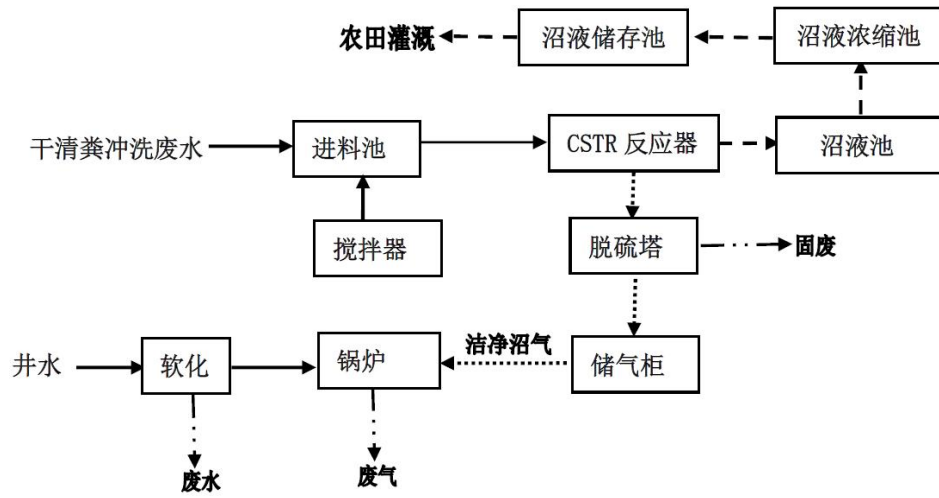 农田灌溉
沼液储存池
沼液浓缩池
干清粪冲洗废水
进料池
CSTR 反应器
沼液池
搅拌器
脱硫塔
固废
井水
软化
锅炉
洁净沼气
储气柜
废水
废气